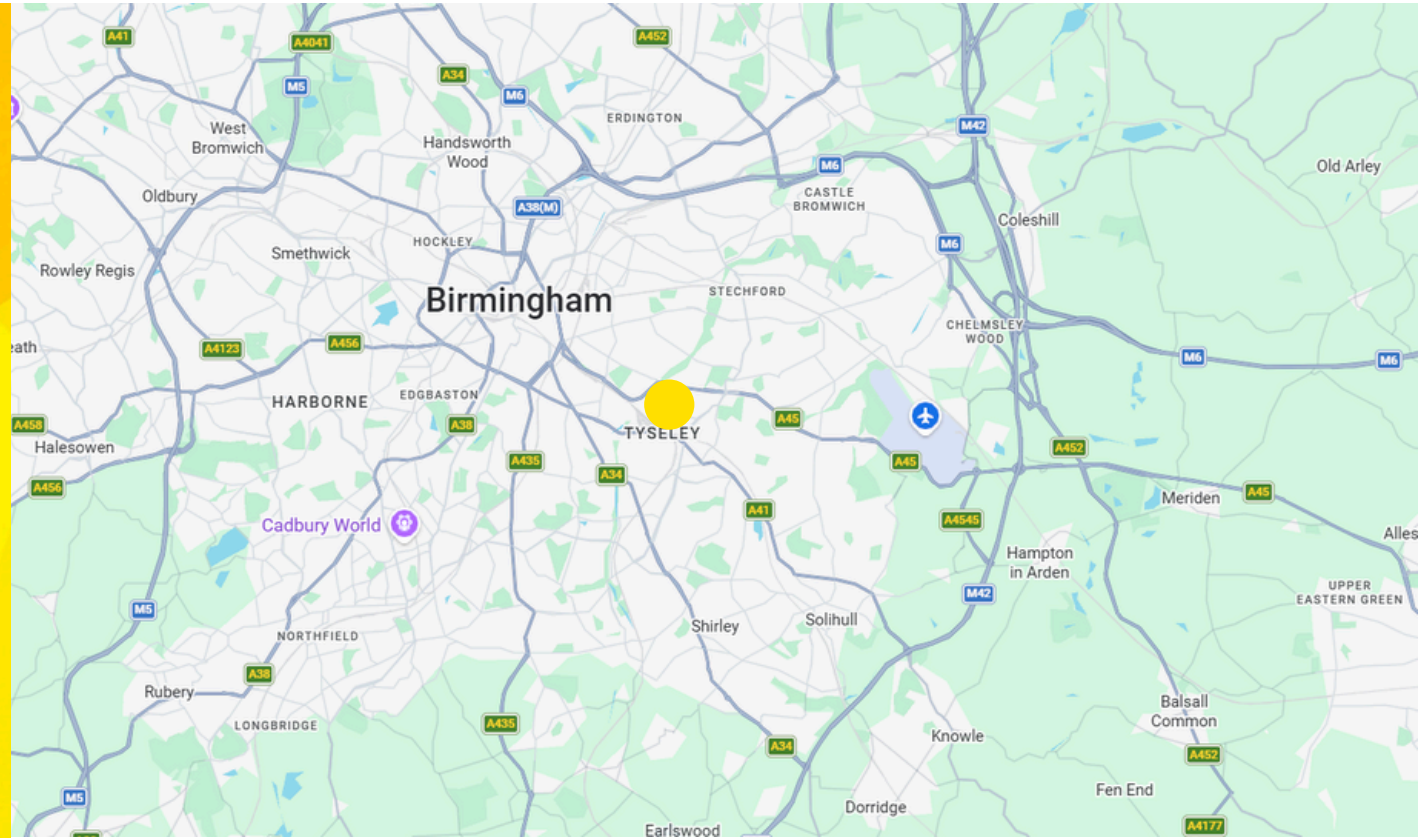 A41
A4041
A452
A34
M5
M6
ERDINGTON
M42
West
Bromwich
Handsworth
Wood
M6
Old Arley
Oldbury
CASTLE
BROMWICH
A38(M)
Coleshill
HOCKLEY
M6
Smethwick
Rowley Regis
STECHFORD
Birmingham
CHELMSLEY
WOOD
A4123
A456
eath
M6
M6
HARBORNE
EDGBASTON
A458
A38
A45
TYSELEY
Halesowen
A452
A435
A45
A34
A456
Meriden
A45
A41
A4545
Cadbury World
Alles
Hampton
in Arden
UPPER
EASTERN GREEN
M42
M5
Shirley
Solihull
NORTHFIELD
A38
Rubery
Balsall
Common
LONGBRIDGE
A435
Knowle
A34
A452
Fen End
M5
Dorridge
A4177
Earlswood